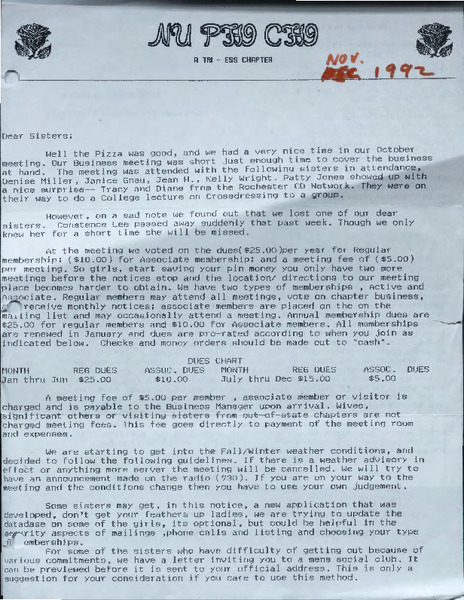 NU PHI CHI
A TRI - ESS CHAPTER
NOV.
DEC 1992
Dear Sisters:
Well the Pizza was good, and we had a very nice time in our October
meeting. Our Business meeting was short just enough time to cover the business
at hand. The meeting was attended with the following sisters in attendance,
Denise Miller, Janice Gnau, Jean H., Kelly Wright. Patty Jones showed up with
a nice surprise-- Tracy and Diane from the Rochester CD Network. They were on
their way to do a College lecture on Crosedressing to a group.
However, on a sad note we found out that we lost one of our dear
sisters. Constence Lee passed away suddenly that past week. Though we only
knew her for a short time she will be missed.
At the meeting we voted on the duse($25.00)per year for Regular
membership: ($10.00) for Associate membership: and a meeting fee of ($5.00)
per meeting. So girls, start saving your pin money you only have two more
meetings before the notices stop and the location/ directions to our meeting
place becomes harder to obtain. We have two types of memberships , Active and
Associate. Regular members may attend all meetings, vote on chapter business,
receive monthly notices: associate members are placed on the on the
mailing list and may occasionally attend a meeting. Annual membership dues are
$25.00 for regular members and $10.00 for Associate members. All memberships
are renewed in January and dues are pro-rated according to when you join as
indicated below. Checks and money orders should be made out to "cash".
DUES CHART
MONTH REG DUES ASSOC. DUES MONTH REG DUES ASSOC. DUES
Jan thru Jun $25.00 $10.00 July thru Dec $15.00 $5.00
A meeting fee of $5.00 per member , associate member or visitor is
charged and is payable to the Business Manager upon arrival. Wives,
significant others or visiting sisters from out-of-state chapters are not
charged meeting fees. This fee goes directly to payment of the meeting room
and expenses.
We are starting to get into the Fall/Winter weather conditions, and
decided to follow the following guidelines. If there is a weather advisory in
effect or anything more server the meeting will be cancelled. We will try to
have an announcement made on the radio (730). If you are on your way to the
meeting and the conditions change then you have to use your own judgement.
Some sisters may get, in this notice, a new application that was
developed, don't get your feathers up ladies, we are trying to update the
datadase on some of the girls, its optional, but could be helpful in the
security aspects of mailings ,phone calls and listing and choosing your type
omberships.
For some of the sisters who have difficulty of getting out because of
various commitments, we have a letter inviting you to a mens social club. It
can be previewed before it is sent to your official address. This is only a
suggestion for your consideration if you care to use this method.